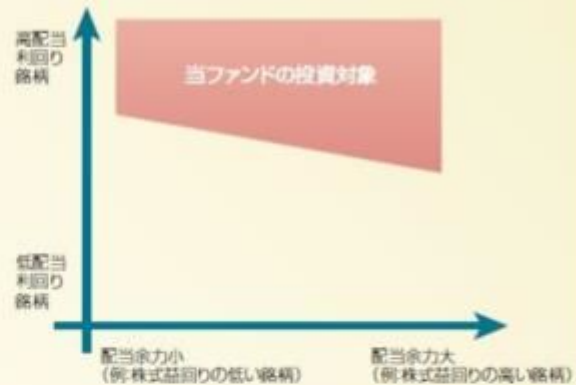 高配当
利回り
銘柄
当ファンドの投資対象
低配当
利回り
銘柄
配当余力小
(例:株式益回りの低い銘柄)
配当余力大
(例:株式益回りの高い銘柄)